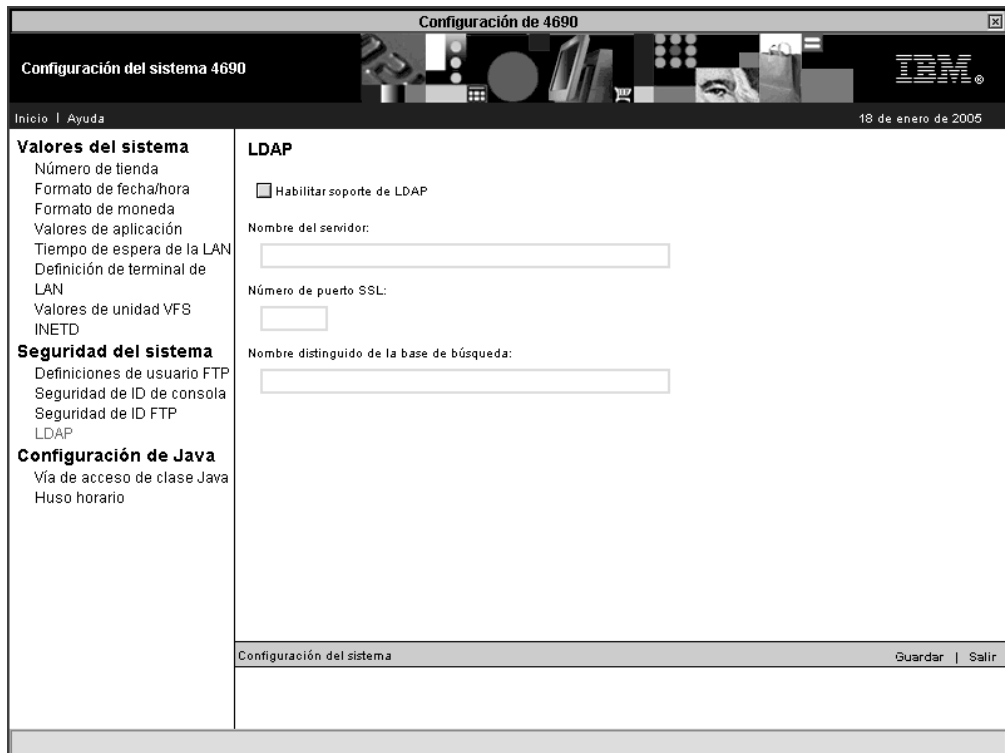 Configuración de 4690
Configuración del sistema 4690
IBM®
Inicio | Ayuda
18 de enero de 2005
Valores del sistema
Número de tienda
Formato de fecha/hora
Formato de moneda
Valores de aplicación
Tiempo de espera de la LAN
Definición de terminal de
LAN
Valores de unidad VFS
INETD
Seguridad del sistema
Definiciones de usuario FTP
Seguridad de ID de consola
Seguridad de ID FTP
LDAP
Configuración de Java
Vía de acceso de clase Java
Huso horario
LDAP
Habilitar soporte de LDAP
Nombre del servidor:
Número de puerto SSL:
Nombre distinguido de la base de búsqueda:
Configuración del sistema
Guardar | Salir